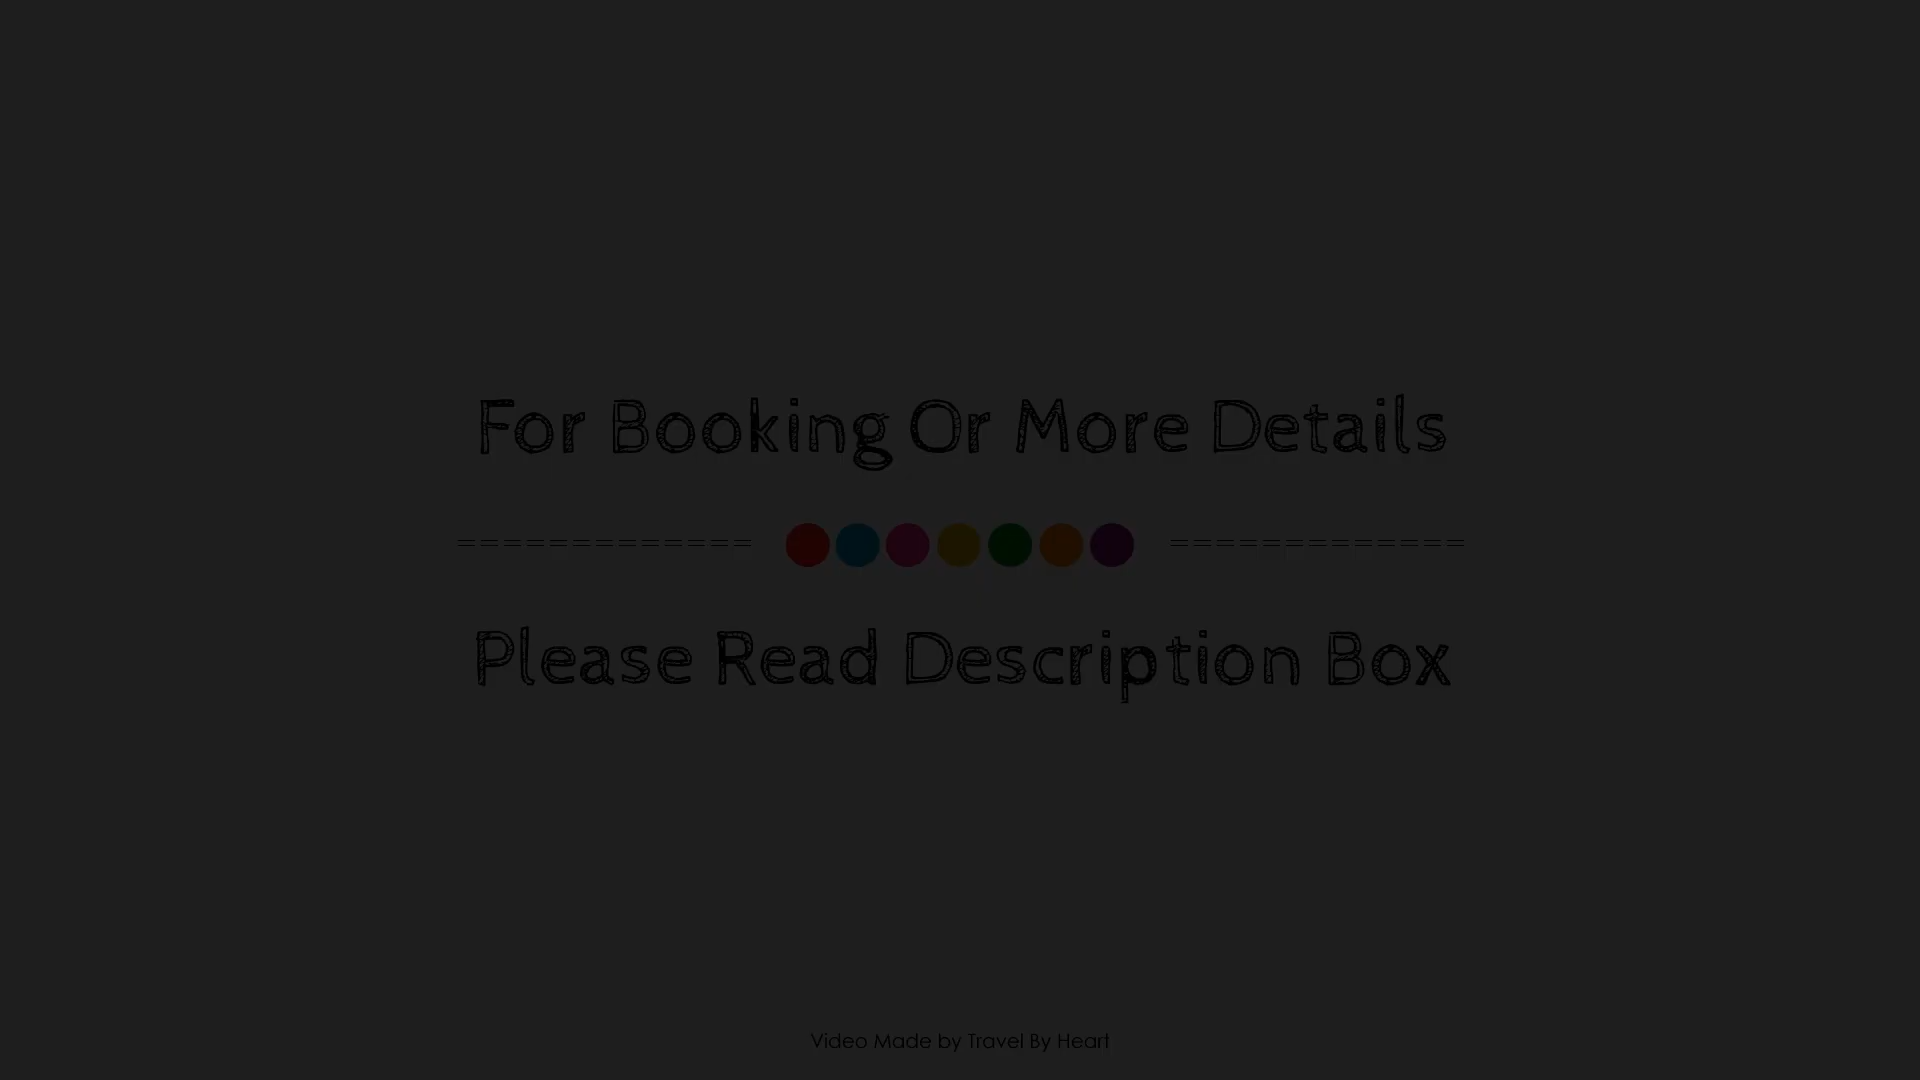 For Booking Or More Details
============= =============
Please Read Description Box
Video Made by Travel By Heart